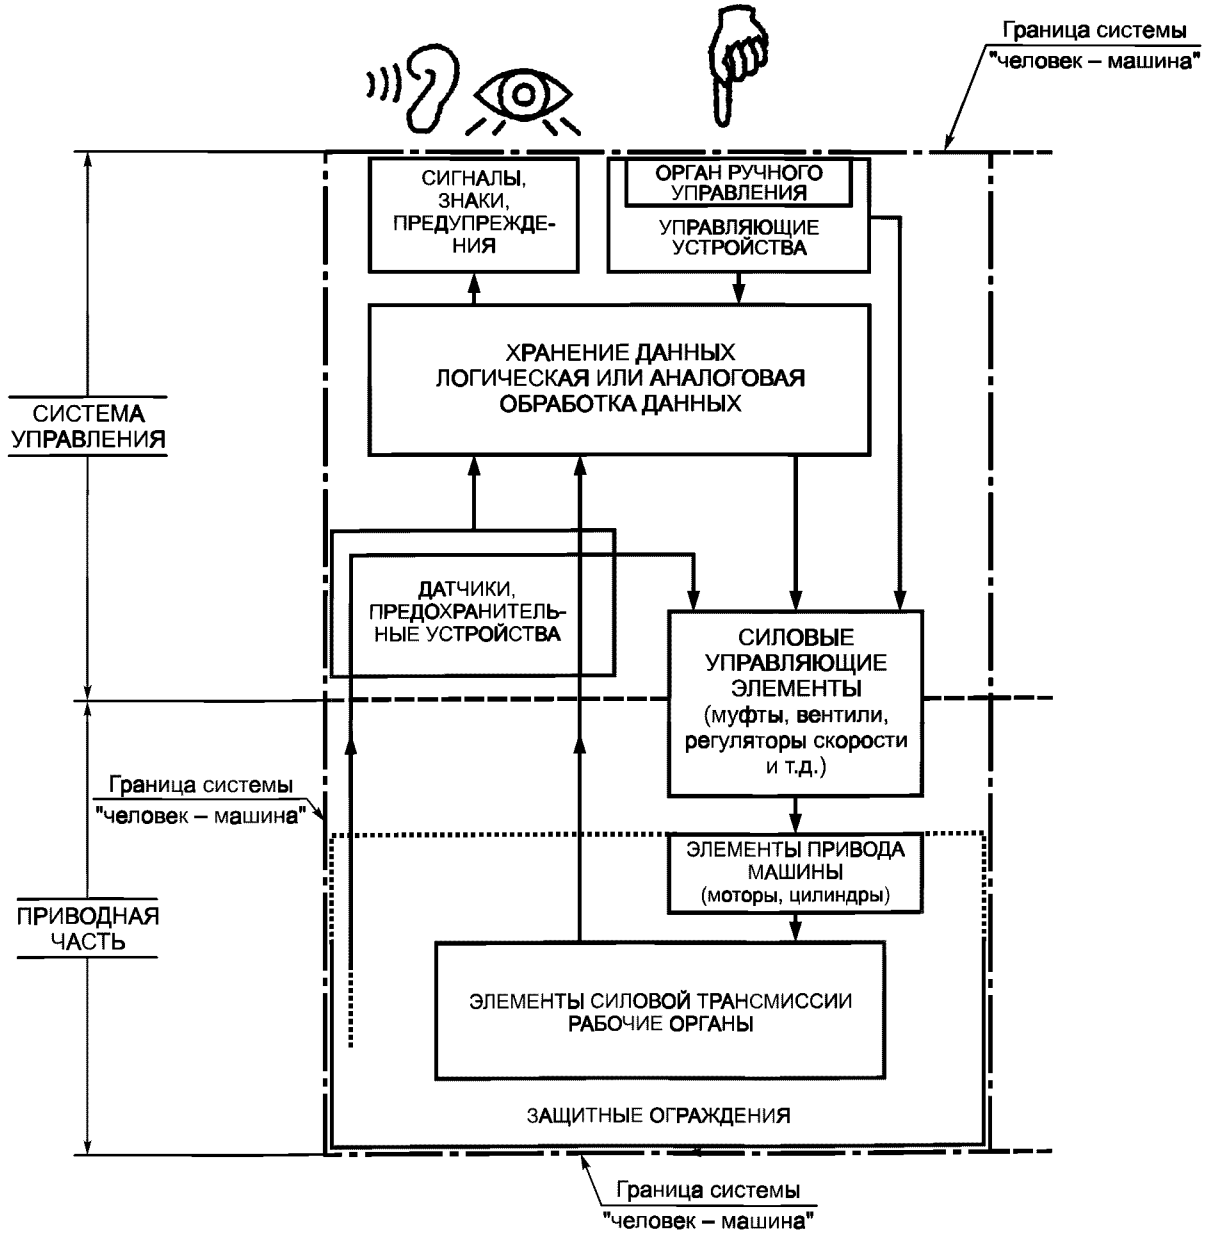 Граница системы
"человек – машина"
СИГНАЛЫ,
ЗНАКИ,
ПРЕДУПРЕЖДЕ-
НИЯ
ОРГАН РУЧНОГО
УПРАВЛЕНИЯ
УПРАВЛЯЮЩИЕ
УСТРОЙСТВА
ХРАНЕНИЕ ДАННЫХ
ЛОГИЧЕСКАЯ ИЛИ АНАЛОГОВАЯ
ОБРАБОТКА ДАННЫХ
СИСТЕМА
УПРАВЛЕНИЯ
ДАТЧИКИ,
ПРЕДОХРАНИТЕЛЬ-
НЫЕ УСТРОЙСТВА
СИЛОВЫЕ
УПРАВЛЯЮЩИЕ
ЭЛЕМЕНТЫ
(муфты, вентили,
регуляторы скорости
и т.д.)
Граница системы
"человек – машина"
ЭЛЕМЕНТЫ ПРИВОДА
МАШИНЫ
(моторы, цилиндры)
ПРИВОДНАЯ
ЧАСТЬ
ЭЛЕМЕНТЫ СИЛОВОЙ ТРАНСМИССИИ
РАБОЧИЕ ОРГАНЫ
ЗАЩИТНЫЕ ОГРАЖДЕНИЯ
Граница системы
"человек – машина"